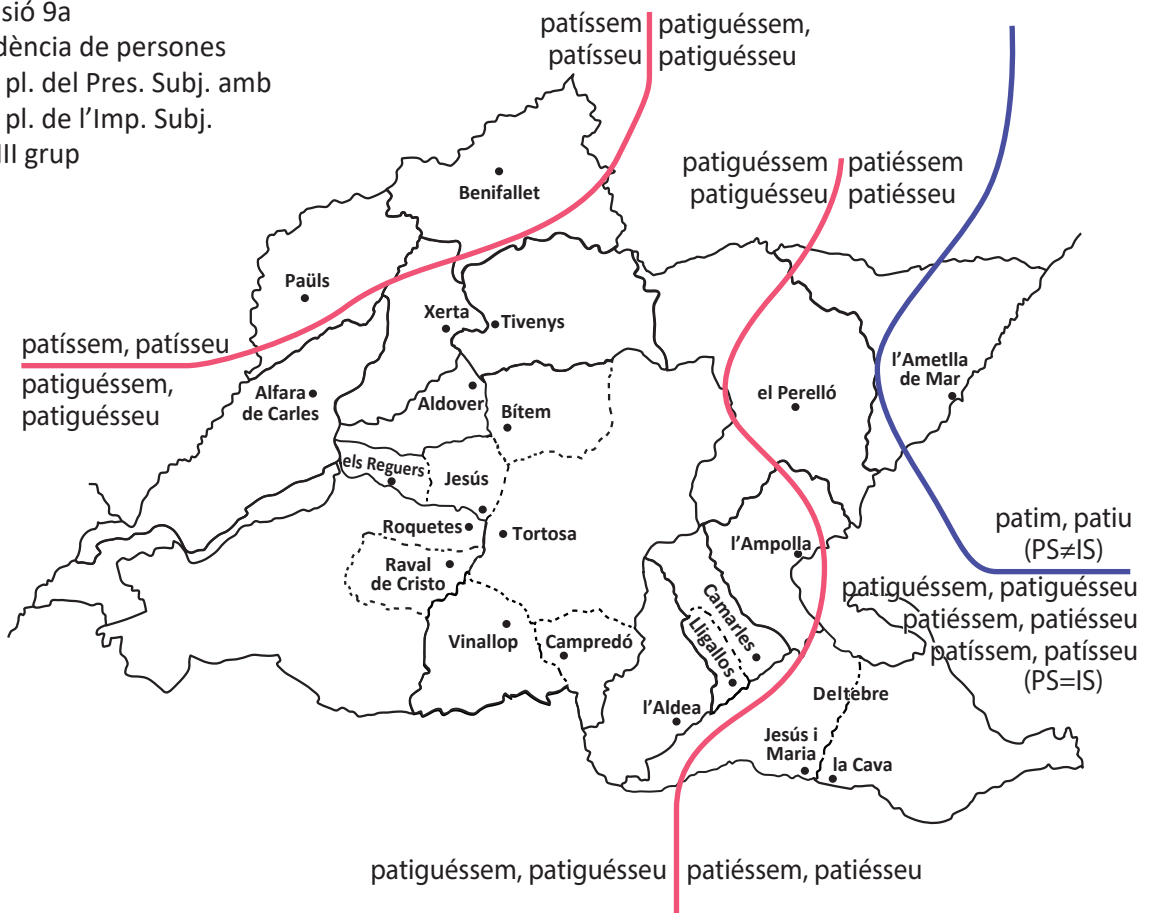 sió 9a
dència de persones
pl. del Pres. Subj. amb
pl. de l'Imp. Subj.
III grup
patíssem
patísseu
patiguéssem,
patiguésseu
patiguéssem
patiguésseu
patiéssem
patiésseu
Benifallet
Paüls
Xerta
Tivenys
patíssem, patísseu
patiguéssem,
patiguésseu
l'Ametlla
de Mar
Alfara
de Carles
Aldover
Bítem
el Perelló
els Reguers
Jesús
Roquetes
Tortosa
l'Ampolla
Raval
de Cristo
patim, patiu
(PS≠IS)
patiguéssem, patiguésseu
patiéssem, patiésseu
patíssem, patísseu
(PS=IS)
Camarles
Lligallos
Vinallop
Campredó
l'Aldea
Deltebre
Jesús i
Maria
la Cava
patiguéssem, patiguésseu
patiéssem, patiésseu